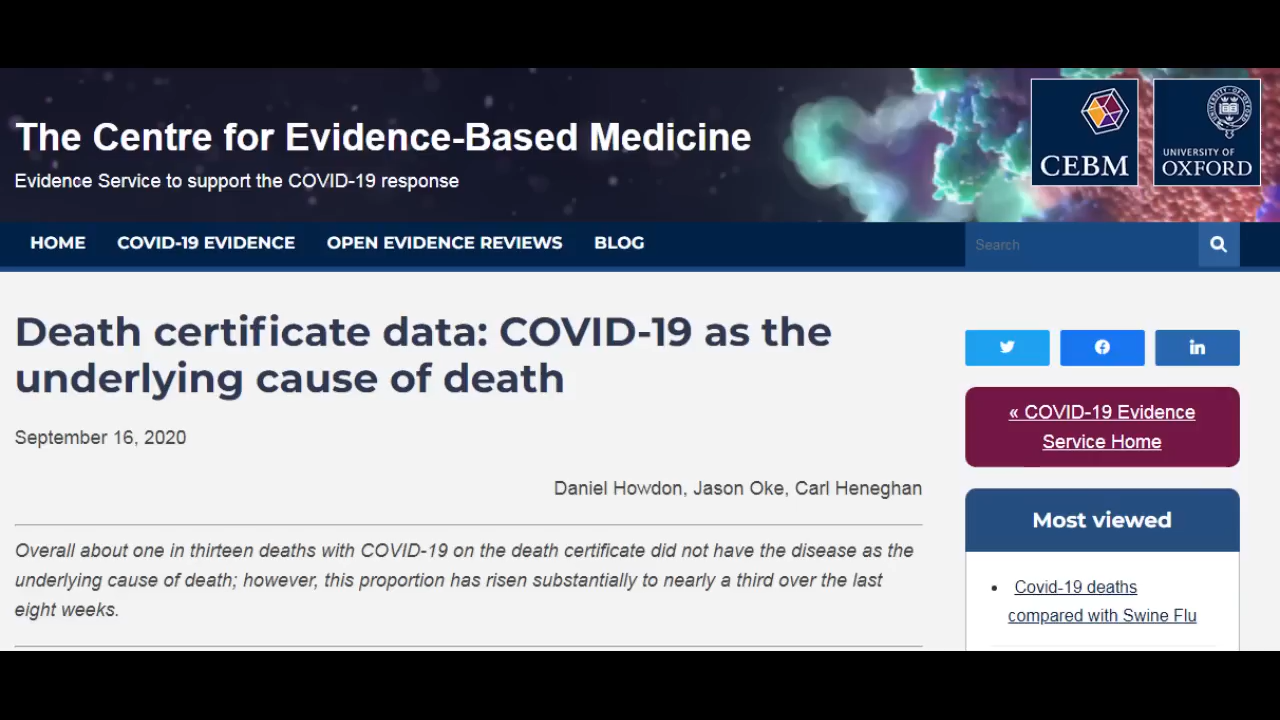 The Centre for Evidence-Based Medicine
Evidence Service to support the COVID-19 response
CEBM
UNIVERSITY OF
OXFORD
HOME COVID-19 EVIDENCE OPEN EVIDENCE REVIEWS BLOG
Search
Death certificate data: COVID-19 as the
underlying cause of death
September 16, 2020
Daniel Howdon, Jason Oke, Carl Heneghan
Overall about one in thirteen deaths with COVID-19 on the death certificate did not have the disease as the
underlying cause of death; however, this proportion has risen substantially to nearly a third over the last
eight weeks.
« COVID-19 Evidence
Service Home
Most viewed
• Covid-19 deaths
compared with Swine Flu